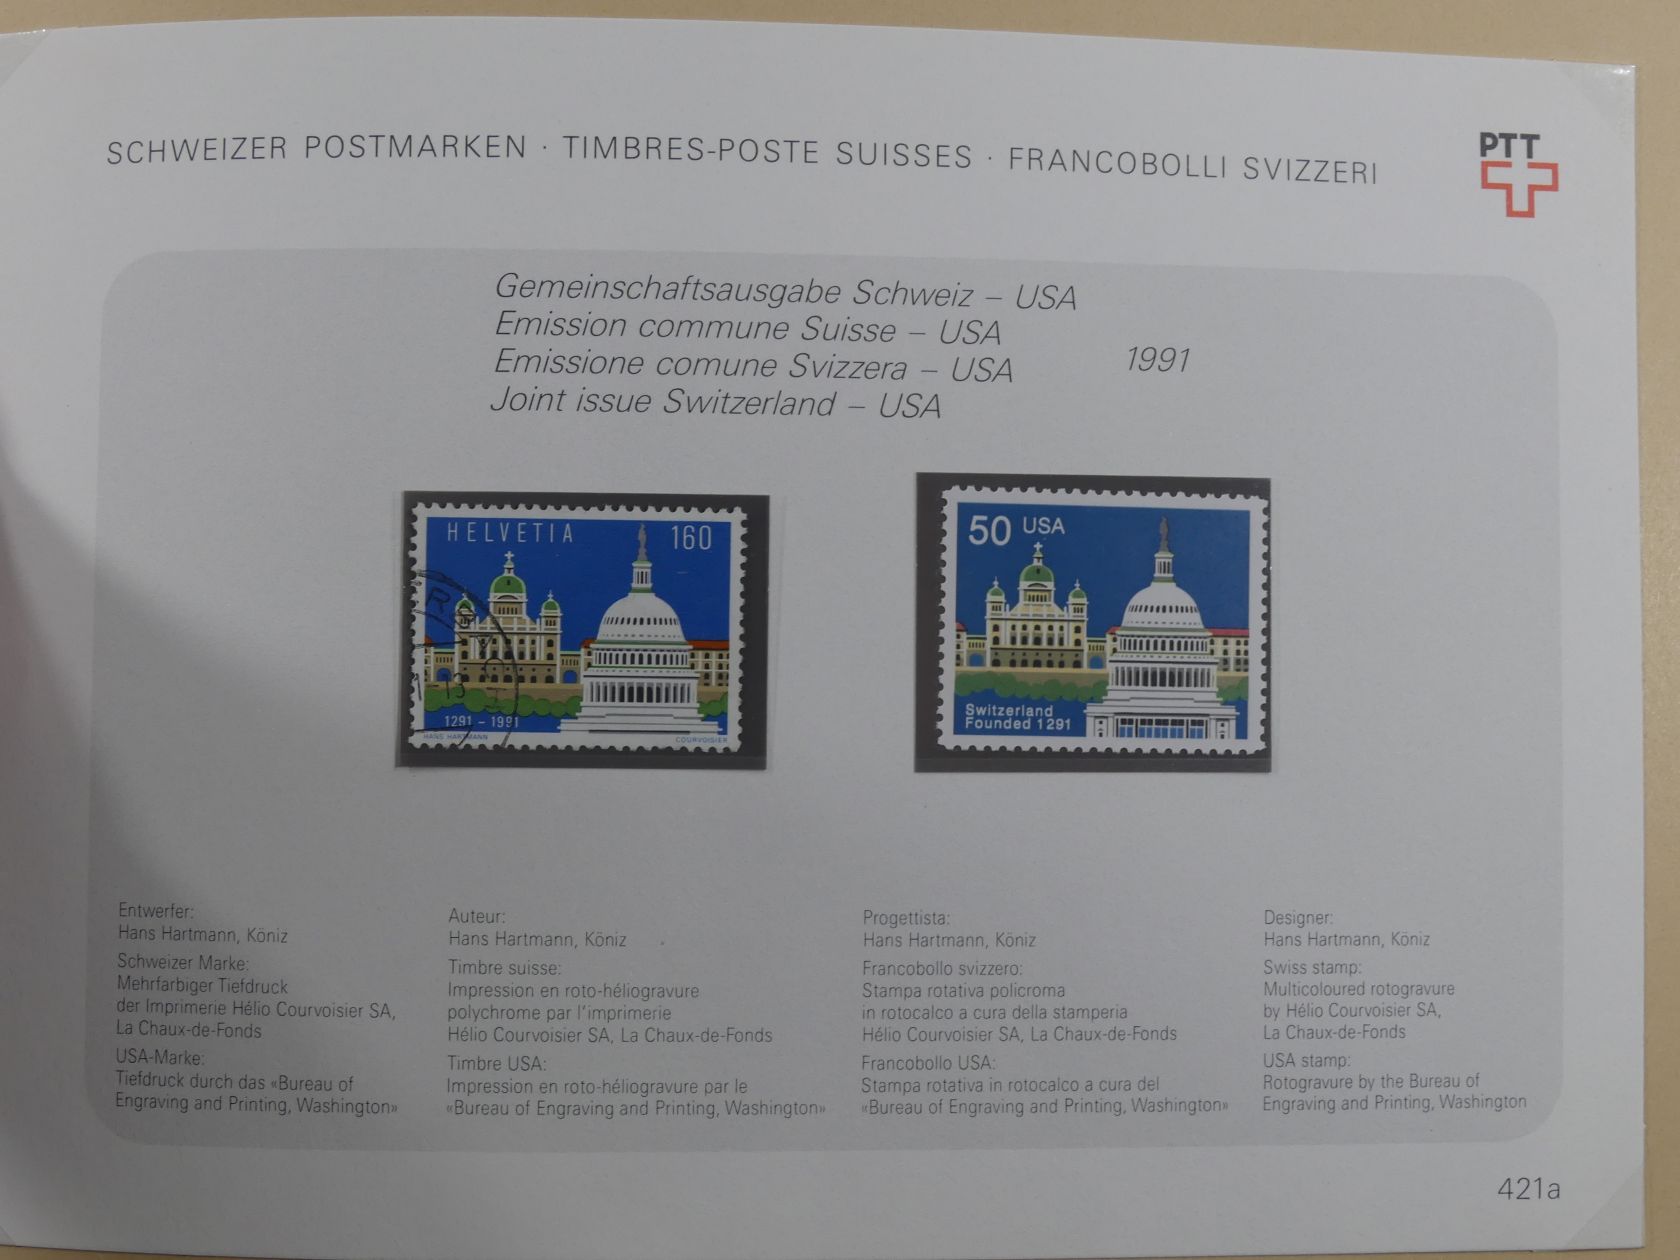 SCHWEIZER POSTMARKEN · TIMBRES-POSTE SUISSES · FRANCOBOLLI SVIZZERI
PTT
Gemeinschaftsausgabe Schweiz – USA
Emission commune Suisse – USA
Emissione comune Svizzera – USA
Joint issue Switzerland – USA
1991
HELVETIA 160
1291 – 1991
HANS HARTMANN COURVOISIER
50 USA
Switzerland
Founded 1291
Entwerfer:
Hans Hartmann, Köniz
Schweizer Marke:
Mehrfarbiger Tiefdruck
der Imprimerie Hélio Courvoisier SA,
La Chaux-de-Fonds
USA-Marke:
Tiefdruck durch das «Bureau of
Engraving and Printing, Washington»
Auteur:
Hans Hartmann, Köniz
Timbre suisse:
Impression en roto-héliogravure
polychrome par l'imprimerie
Hélio Courvoisier SA, La Chaux-de-Fonds
Timbre USA:
Impression en roto-héliogravure par le
«Bureau of Engraving and Printing, Washington»
Progettista:
Hans Hartmann, Köniz
Francobollo svizzero:
Stampa rotativa policroma
in rotocalco a cura della stamperia
Hélio Courvoisier SA, La Chaux-de-Fonds
Francobollo USA:
Stampa rotativa in rotocalco a cura del
«Bureau of Engraving and Printing, Washington»
Designer:
Hans Hartmann, Köniz
Swiss stamp:
Multicoloured rotogravure
by Hélio Courvoisier SA,
La Chaux-de-Fonds
USA stamp:
Rotogravure by the Bureau of
Engraving and Printing, Washington
421a